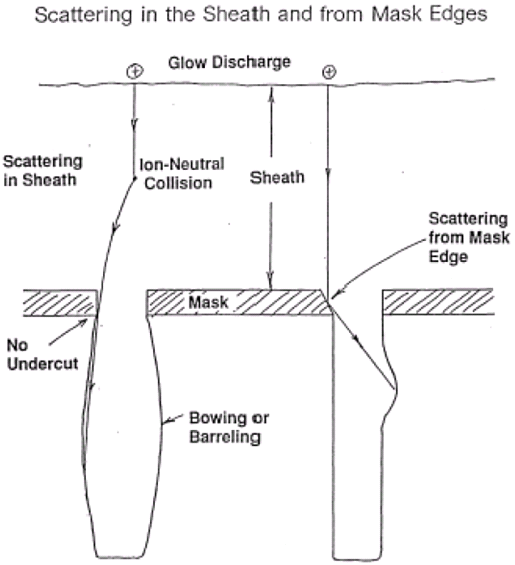 Scattering in the Sheath and from Mask Edges
⊕
⊕
Glow Discharge
Scattering
in Sheath
Ion-Neutral
Collision
Sheath
Scattering
from Mask
Edge
Mask
No
Undercut
Bowing or
Barreling